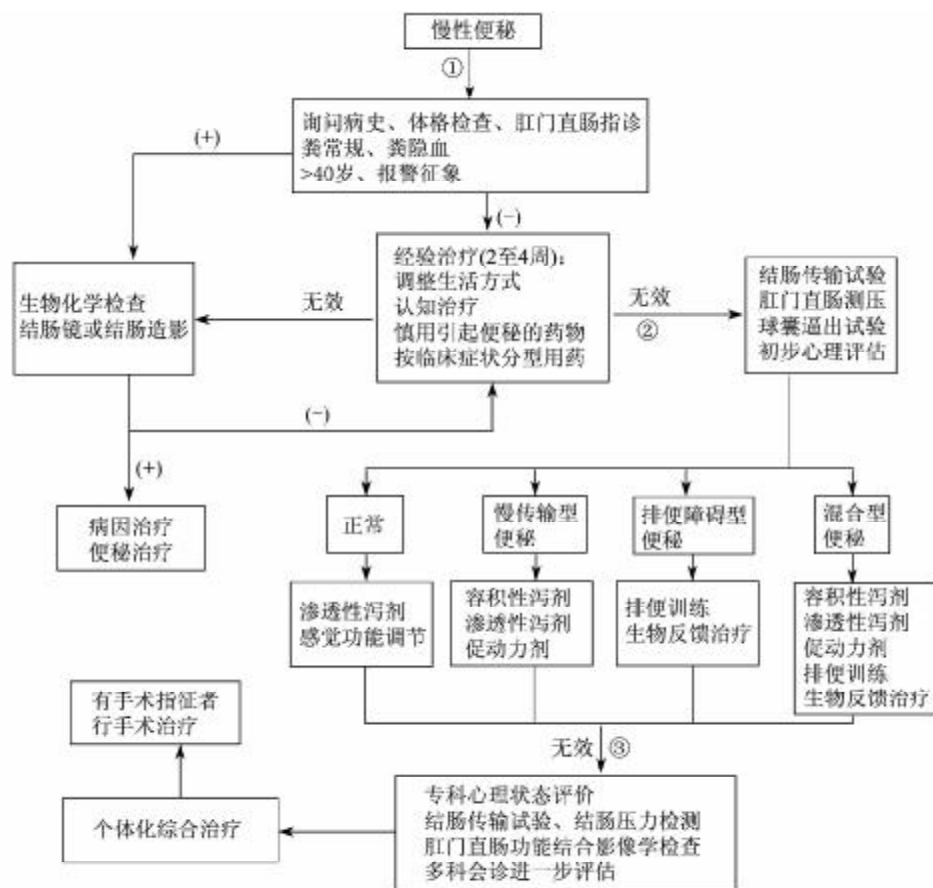 慢性便秘
①
询问病史、体格检查、肛门直肠指诊
粪常规、粪隐血
>40岁、报警征象
(+)
(−)
生物化学检查
结肠镜或结肠造影
无效
经验治疗(2至4周):
调整生活方式
认知治疗
慎用引起便秘的药物
按临床症状分型用药
无效
②
结肠传输试验
肛门直肠测压
球囊逼出试验
初步心理评估
(−)
(+)
病因治疗
便秘治疗
正常
慢传输型
便秘
排便障碍型
便秘
混合型
便秘
渗透性泻剂
感觉功能调节
容积性泻剂
渗透性泻剂
促动力剂
排便训练
生物反馈治疗
容积性泻剂
渗透性泻剂
促动力剂
排便训练
生物反馈治疗
无效 ③
有手术指征者
行手术治疗
个体化综合治疗
专科心理状态评价
结肠传输试验、结肠压力检测
肛门直肠功能结合影像学检查
多科会诊进一步评估